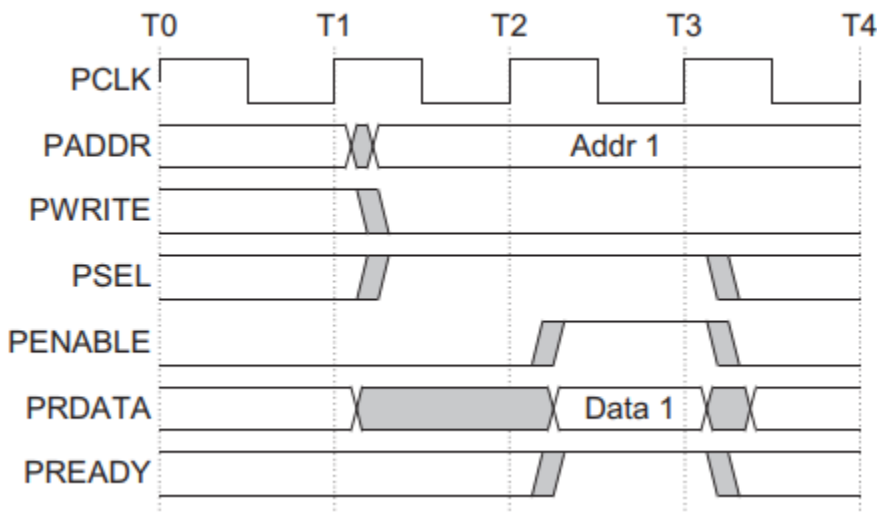 T0 T1 T2 T3 T4
PCLK
PADDR Addr 1
PWRITE
PSEL
PENABLE
PRDATA Data 1
PREADY